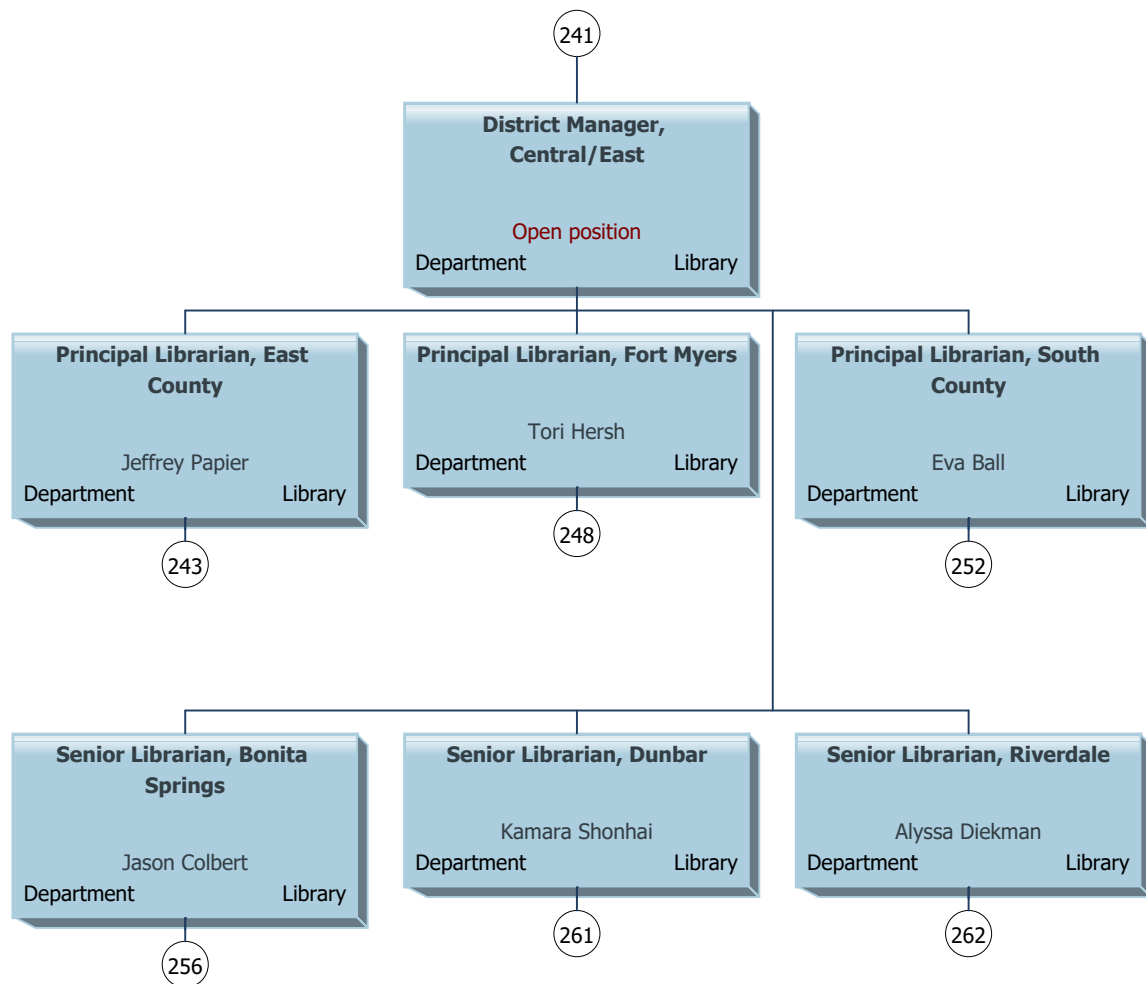 241
District Manager,
Central/East
Open position
Department Library
Principal Librarian, East
County
Jeffrey Papier
Department Library
243
Principal Librarian, Fort Myers
Tori Hersh
Department Library
248
Principal Librarian, South
County
Eva Ball
Department Library
252
Senior Librarian, Bonita
Springs
Jason Colbert
Department Library
256
Senior Librarian, Dunbar
Kamara Shonhai
Department Library
261
Senior Librarian, Riverdale
Alyssa Diekman
Department Library
262